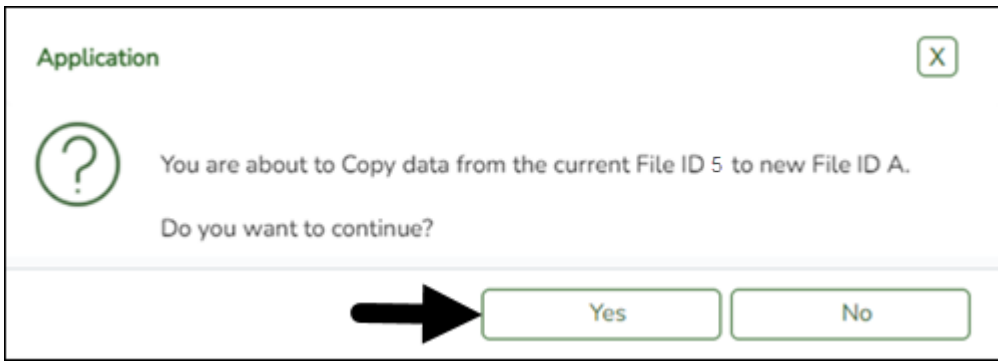 Application
X
?
You are about to Copy data from the current File ID 5 to new File ID A.
Do you want to continue?
Yes
No